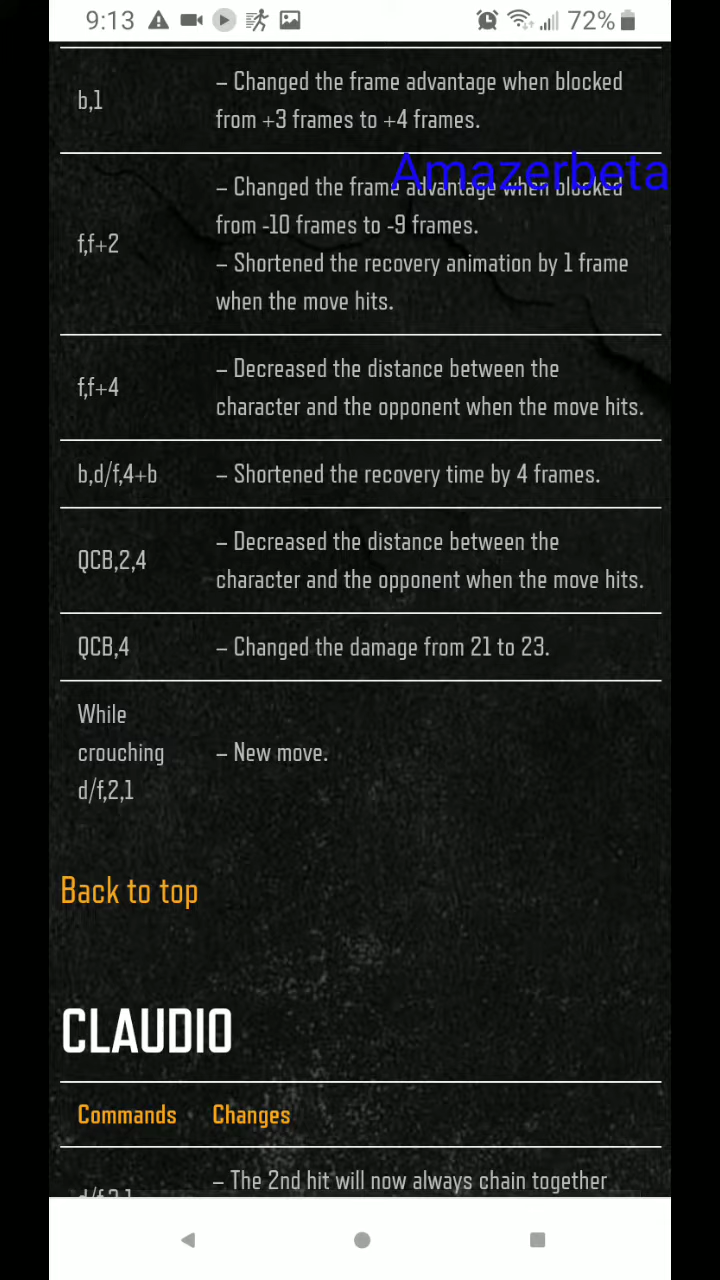 9:13
72%
b,1
– Changed the frame advantage when blocked
from +3 frames to +4 frames.
Amazerbeta
f,f+2
– Changed the frame advantage when blocked
from -10 frames to -9 frames.
– Shortened the recovery animation by 1 frame
when the move hits.
f,f+4
– Decreased the distance between the
character and the opponent when the move hits.
b,d/f,4+b
– Shortened the recovery time by 4 frames.
QCB,2,4
– Decreased the distance between the
character and the opponent when the move hits.
QCB,4
– Changed the damage from 21 to 23.
While
crouching
d/f,2,1
– New move.
Back to top
CLAUDIO
Commands Changes
– The 2nd hit will now always chain together